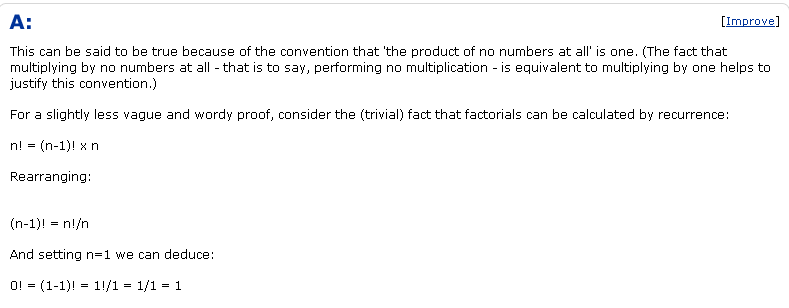 A:
[Improve]
This can be said to be true because of the convention that 'the product of no numbers at all' is one. (The fact that
multiplying by no numbers at all - that is to say, performing no multiplication - is equivalent to multiplying by one helps to
justify this convention.)
For a slightly less vague and wordy proof, consider the (trivial) fact that factorials can be calculated by recurrence:
n! = (n-1)! x n
Rearranging:
(n-1)! = n!/n
And setting n=1 we can deduce:
0! = (1-1)! = 1!/1 = 1/1 = 1